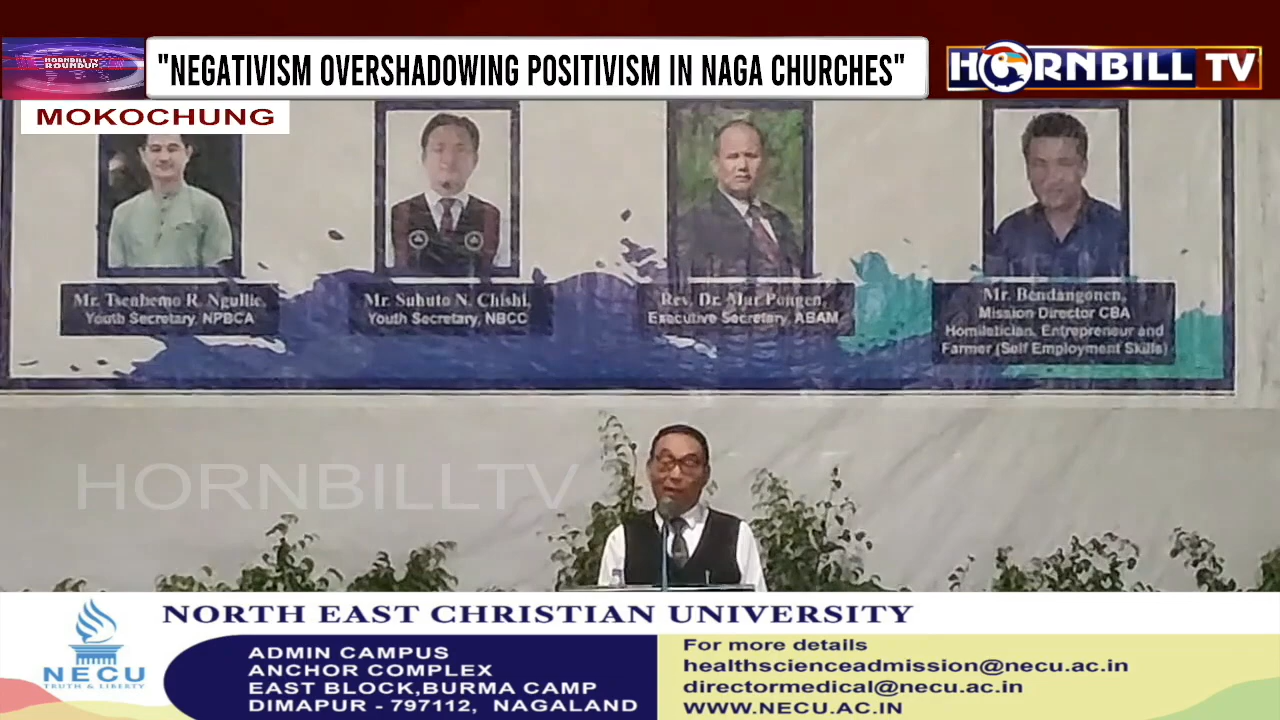 HORNBILL TV
ROUNDUP
"NEGATIVISM OVERSHADOWING POSITIVISM IN NAGA CHURCHES"
HORNBILL TV
MOKOCHUNG
Mr. Tsenbemo R. Ngullie,
Youth Secretary, NPBCA
Mr. Suhuto N. Chishi,
Youth Secretary, NBCC
Rev. Dr. Mar Pongen,
Executive Secretary, ABAM
Mr. Bendangonen,
Mission Director CBA
Homiletician, Entrepreneur and
Farmer (Self Employment Skills)
HORNBILLTV
NECU
TRUTH & LIBERTY
NORTH EAST CHRISTIAN UNIVERSITY
ADMIN CAMPUS
ANCHOR COMPLEX
EAST BLOCK,BURMA CAMP
DIMAPUR - 797112, NAGALAND
For more details
healthscienceadmission@necu.ac.in
directormedical@necu.ac.in
WWW.NECU.AC.IN